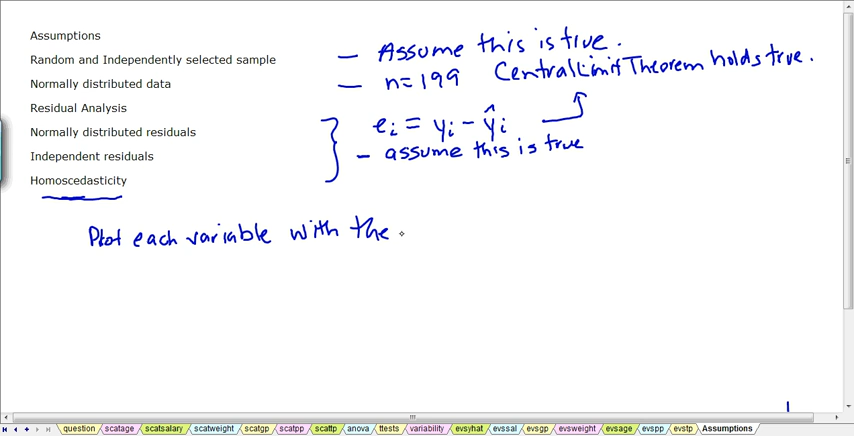 Assumptions
Random and Independently selected sample
— Assume this is true.
Normally distributed data
— n = 199 Central Limit Theorem holds true.
Residual Analysis
Normally distributed residuals
eᵢ = yᵢ - ŷᵢ
Independent residuals
- assume this is true
Homoscedasticity
Plot each variable with the
question scatage scatsalary scatweight scatgp scatpp scattp anova ttests variability evsyhat evssal evsgp evsweight evsage evspp evstp Assumptions